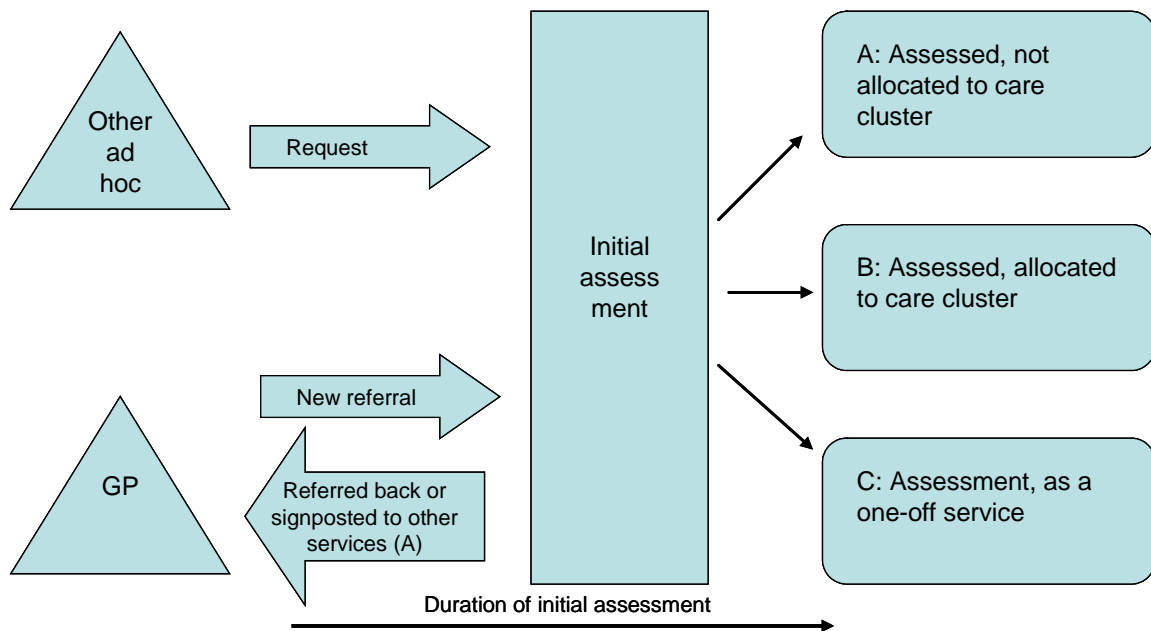 Other
ad
hoc
Request
Initial
assess
ment
A: Assessed, not
allocated to care
cluster
B: Assessed, allocated
to care cluster
New referral
GP
Referred back or
signposted to other
services (A)
C: Assessment, as a
one-off service
Duration of initial assessment